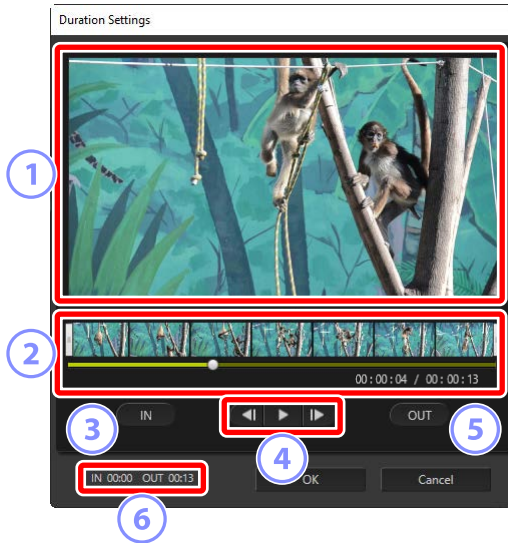 Duration Settings
1
2
00 : 00 : 04 / 00 : 00 : 13
3
IN
OUT
4
5
IN 00:00 OUT 00:13
OK
Cancel
6